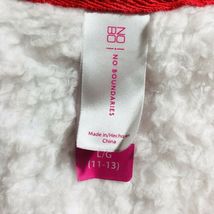 NO
BO
NO BOUNDARIES
Made in/Hecho en
China
L/G
(11-13)